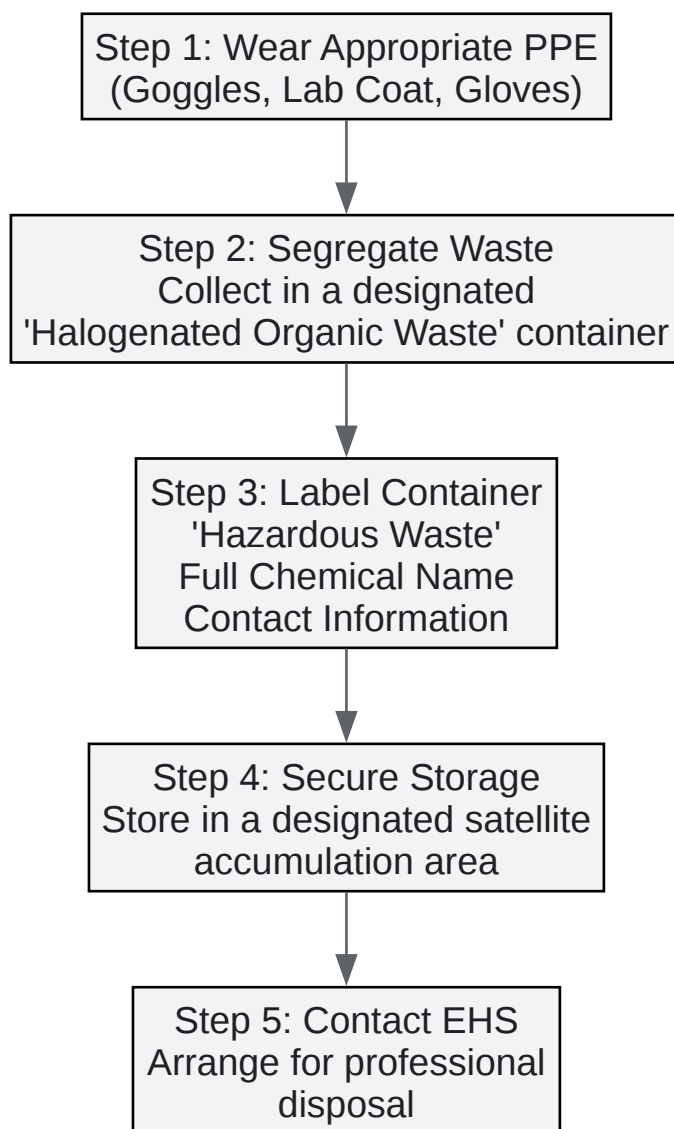 Step 1: Wear Appropriate PPE
(Goggles, Lab Coat, Gloves)
Step 2: Segregate Waste
Collect in a designated
'Halogenated Organic Waste' container
Step 3: Label Container
'Hazardous Waste'
Full Chemical Name
Contact Information
Step 4: Secure Storage
Store in a designated satellite
accumulation area
Step 5: Contact EHS
Arrange for professional
disposal